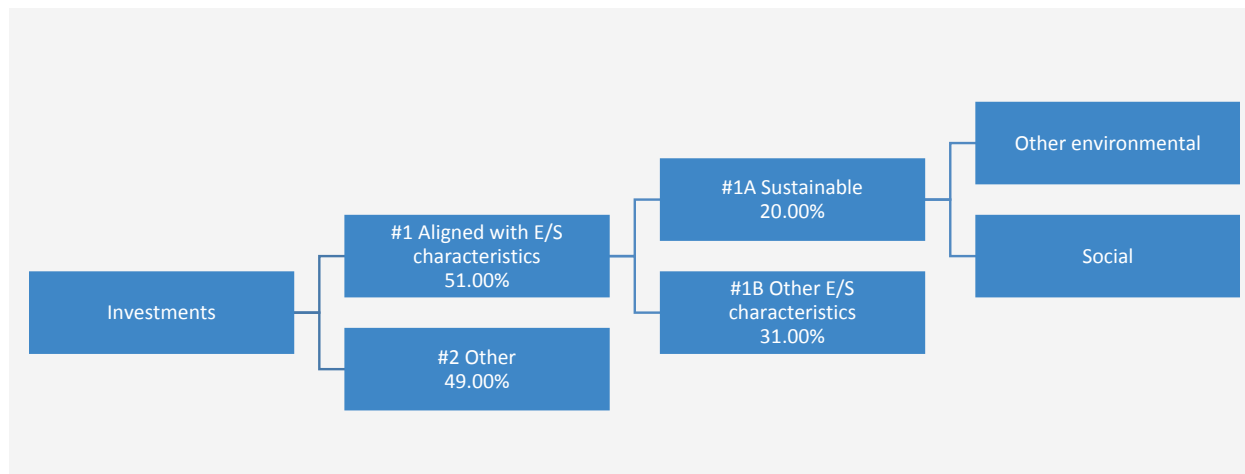 Investments
#1 Aligned with E/S
characteristics
51.00%
#2 Other
49.00%
#1A Sustainable
20.00%
#1B Other E/S
characteristics
31.00%
Other environmental
Social